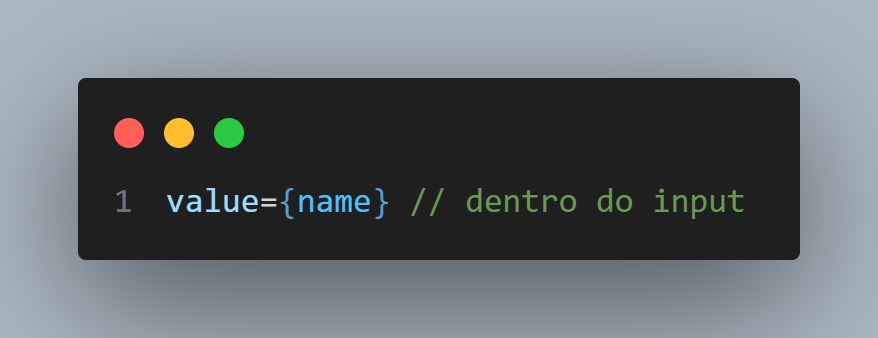 1 value={name} // dentro do input